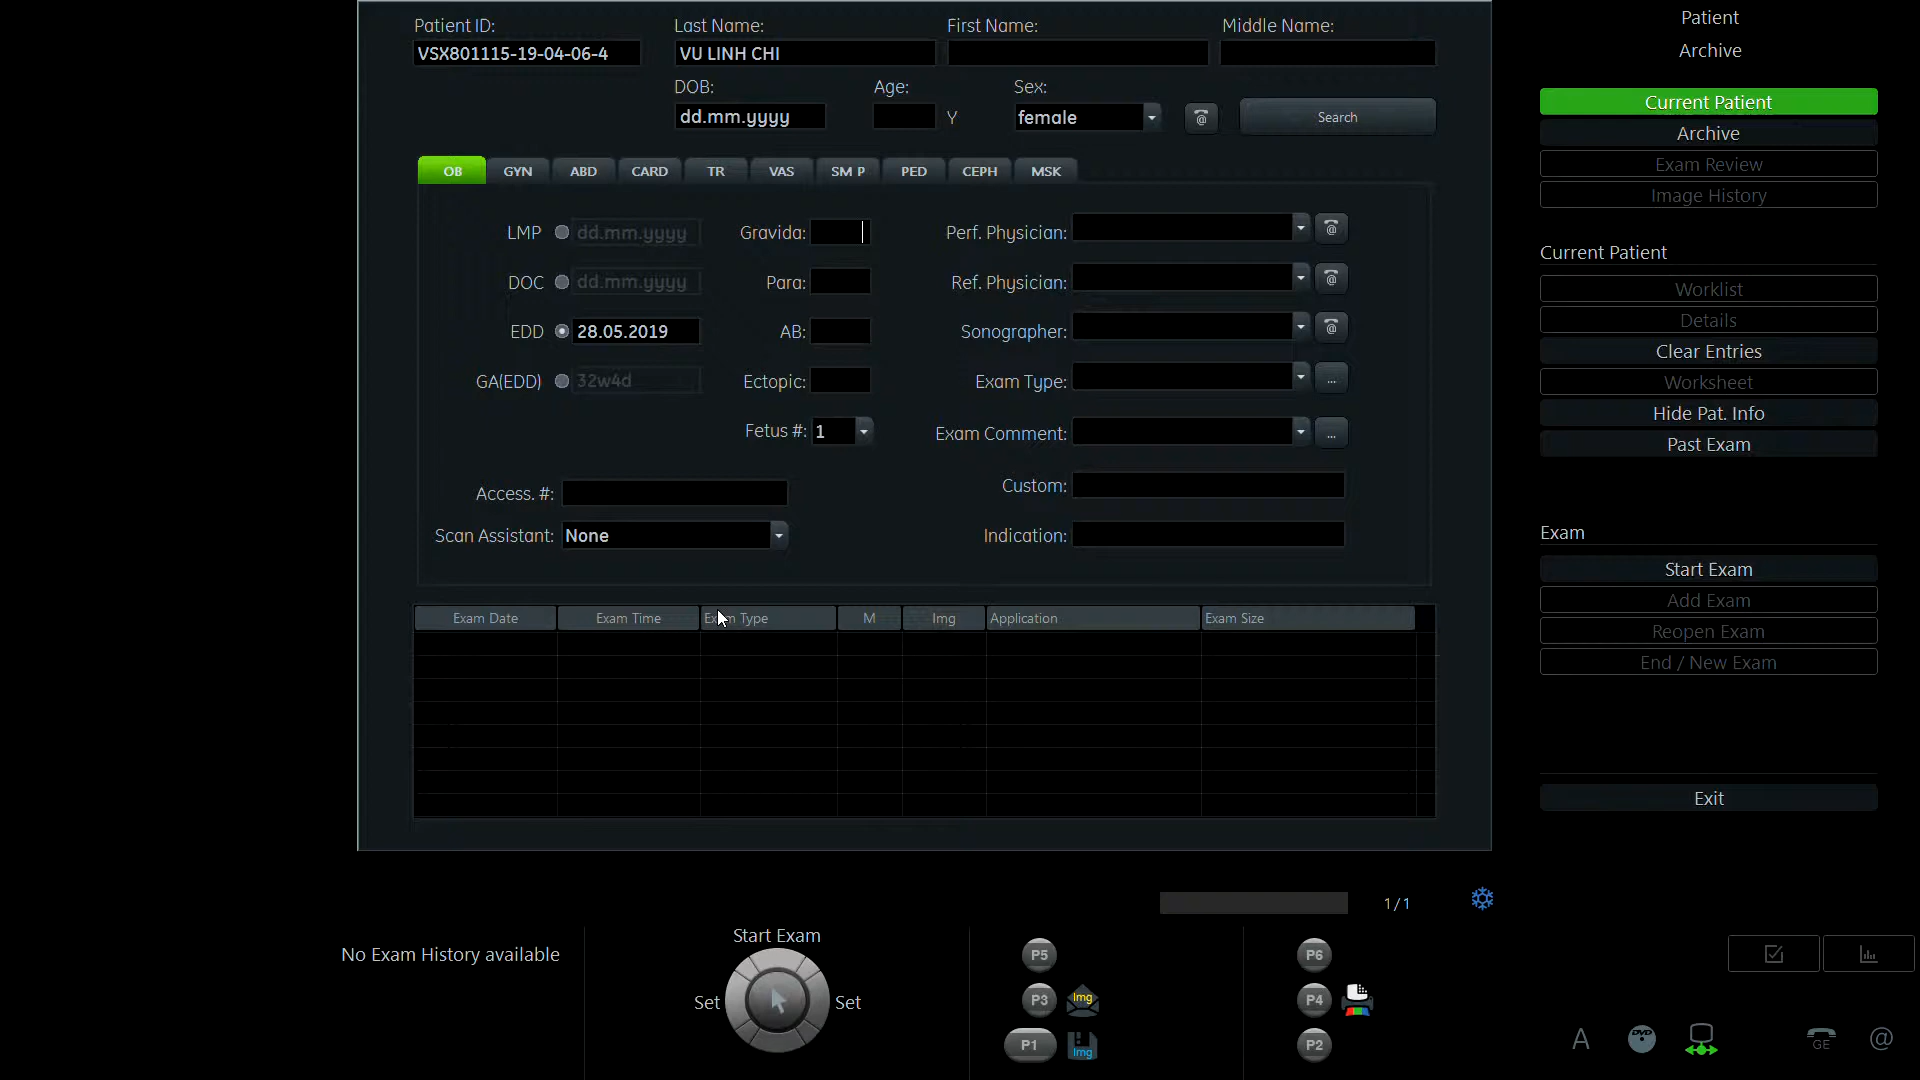 Patient ID: Last Name: First Name: Middle Name:
VSX801115-19-04-06-4 VU LINH CHI
DOB: Age: Sex:
dd.mm.yyyy Y female @ Search
OB GYN ABD CARD TR VAS SM P PED CEPH MSK
LMP dd.mm.yyyy Gravida: Perf. Physician: @
DOC dd.mm.yyyy Para: Ref. Physician: @
EDD 28.05.2019 AB: Sonographer: @
GA(EDD) 32w4d Ectopic: Exam Type: ...
Fetus #: 1 Exam Comment: ...
Access. #: Custom:
Scan Assistant: None Indication:
Exam Date Exam Time Exam Type M Img Application Exam Size
1/1
No Exam History available
Start Exam
Set Set
P5
P3 Img
P1 Img
P6
P4
P2
Patient
Archive
Current Patient
Archive
Exam Review
Image History
Current Patient
Worklist
Details
Clear Entries
Worksheet
Hide Pat. Info
Past Exam
Exam
Start Exam
Add Exam
Reopen Exam
End / New Exam
Exit
A DVD GE @